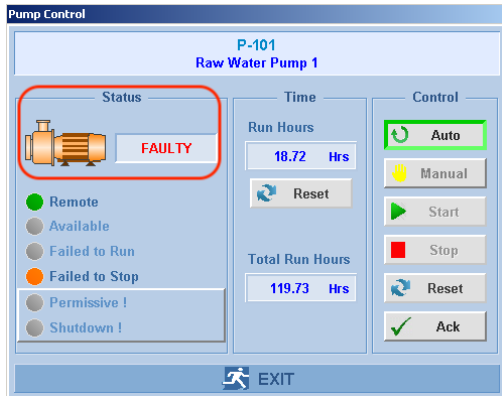 Pump Control
P-101
Raw Water Pump 1
Status
FAULTY
Remote
Available
Failed to Run
Failed to Stop
Permissive !
Shutdown !
Time
Run Hours
18.72 Hrs
Reset
Total Run Hours
119.73 Hrs
Control
Auto
Manual
Start
Stop
Reset
Ack
EXIT